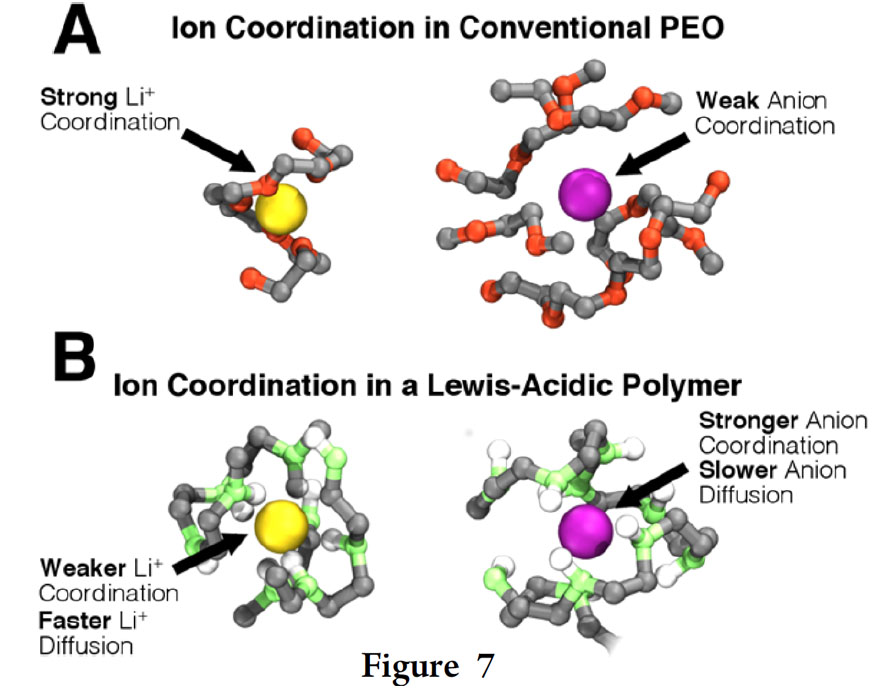 A
Ion Coordination in Conventional PEO
Strong Li⁺
Coordination
Weak Anion
Coordination
B
Ion Coordination in a Lewis-Acidic Polymer
Stronger Anion
Coordination
Slower Anion
Diffusion
Weaker Li⁺
Coordination
Faster Li⁺
Diffusion
Figure 7